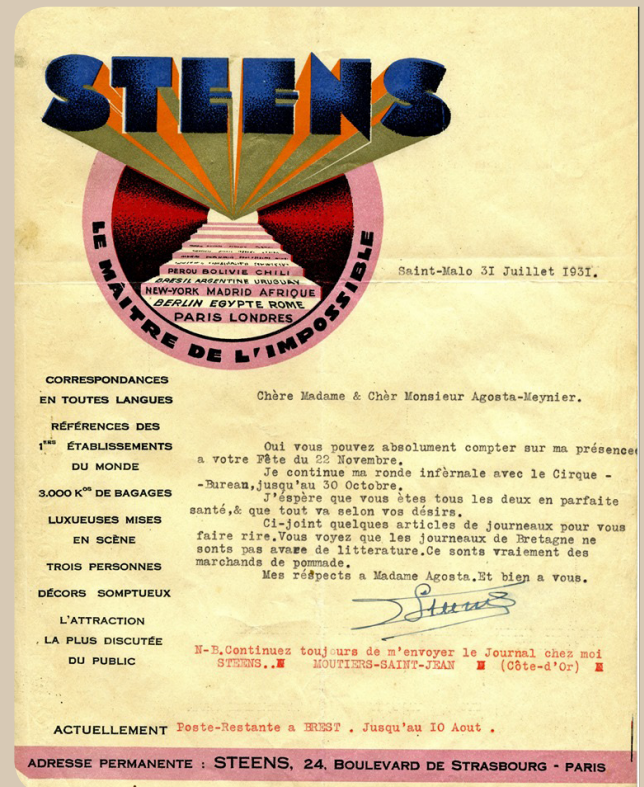 STEENS
LE MAÎTRE DE L'IMPOSSIBLE
PEROU BOLIVIE CHILI
BRESIL ARGENTINE URUGUAY
NEW-YORK MADRID AFRIQUE
BERLIN EGYPTE ROME
PARIS LONDRES
Saint-Malo 3I Juillet I93I.
CORRESPONDANCES
EN TOUTES LANGUES
RÉFÉRENCES DES
1ERS ÉTABLISSEMENTS
DU MONDE
3.000 KOS DE BAGAGES
LUXUEUSES MISES
EN SCÈNE
TROIS PERSONNES
DÉCORS SOMPTUEUX
L'ATTRACTION
LA PLUS DISCUTÉE
DU PUBLIC
Chère Madame & Chèr Monsieur Agosta-Meynier.
Oui vous pouvez absolument compter sur ma présence
a votre Fête du 22 Novembre.
Je continue ma ronde infèrnale avec le Cirque -
-Bureau,jusqu'au 30 Octobre.
J'éspère que vous ètes tous les deux en parfaite
santé,& que tout va selon vos désirs.
Ci-joint quelques articles de journeaux pour vous
faire rire.Vous voyez que les journeaux de Bretagne ne
sonts pas avare de litterature.Ce sonts vraiement des
marchands de pommade.
Mes réspects a Madame Agosta.Et bien a vous.
Steens
N-B.Continuez toujours de m'envoyer le Journal chez moi
STEENS.. MOUTIERS-SAINT-JEAN (Côte-d'Or)
ACTUELLEMENT Poste-Restante a BREST . Jusqu'au IO Aout .
ADRESSE PERMANENTE : STEENS, 24, BOULEVARD DE STRASBOURG - PARIS